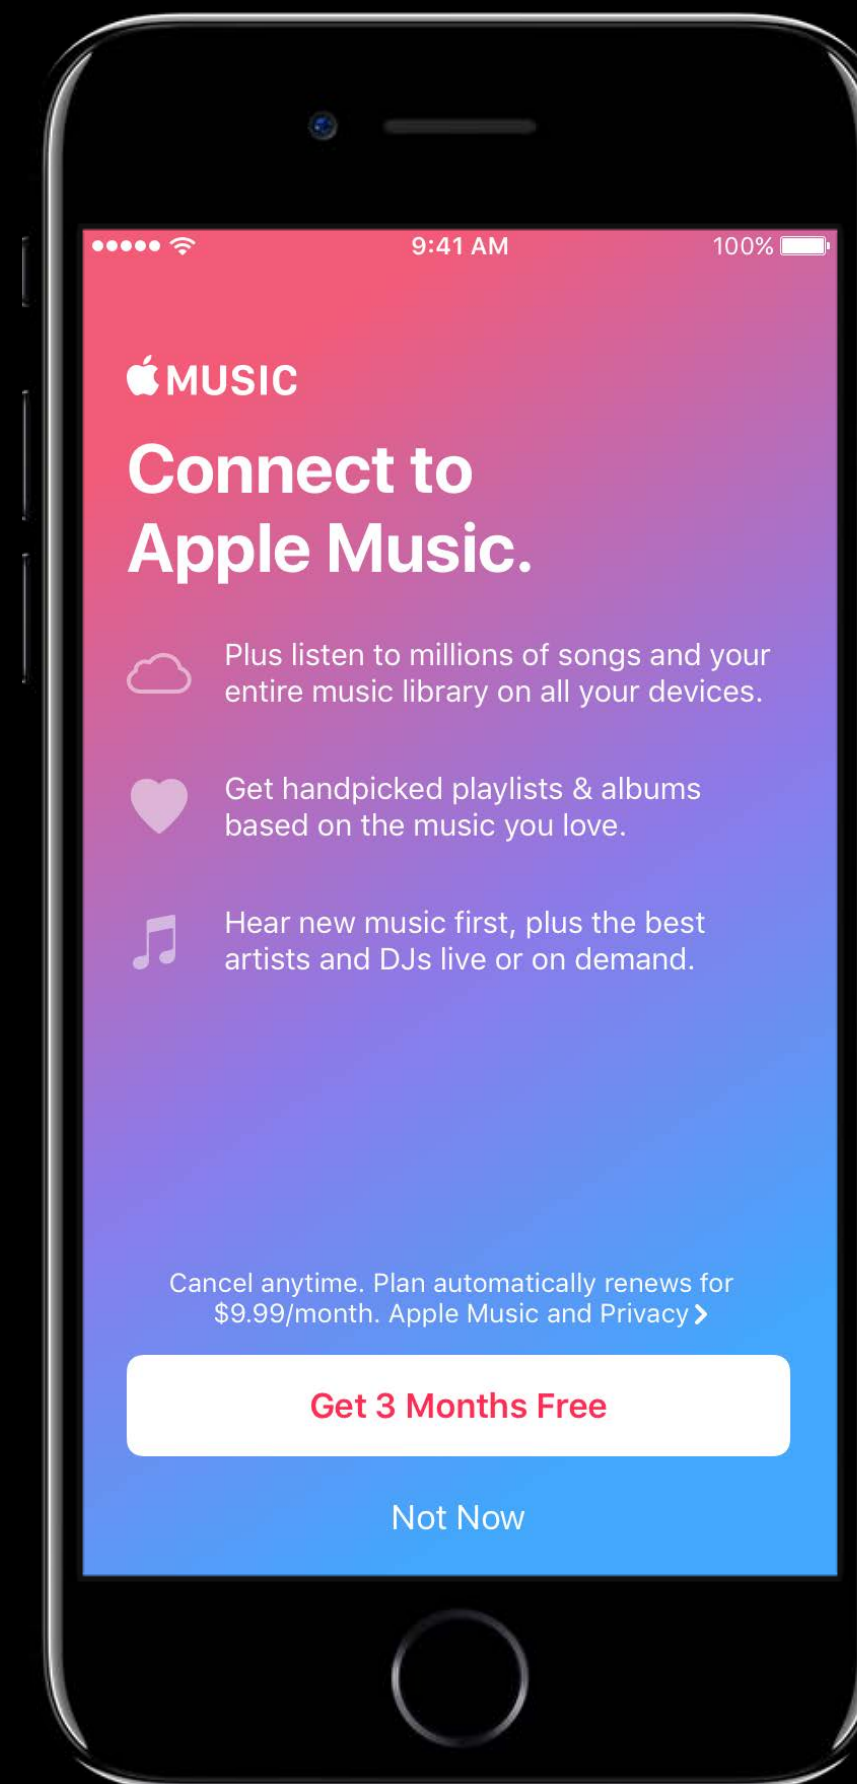 9:41 AM
100%
MUSIC
Connect to
Apple Music.
Plus listen to millions of songs and your
entire music library on all your devices.
Get handpicked playlists & albums
based on the music you love.
Hear new music first, plus the best
artists and DJs live or on demand.
Cancel anytime. Plan automatically renews for
$9.99/month. Apple Music and Privacy
Get 3 Months Free
Not Now